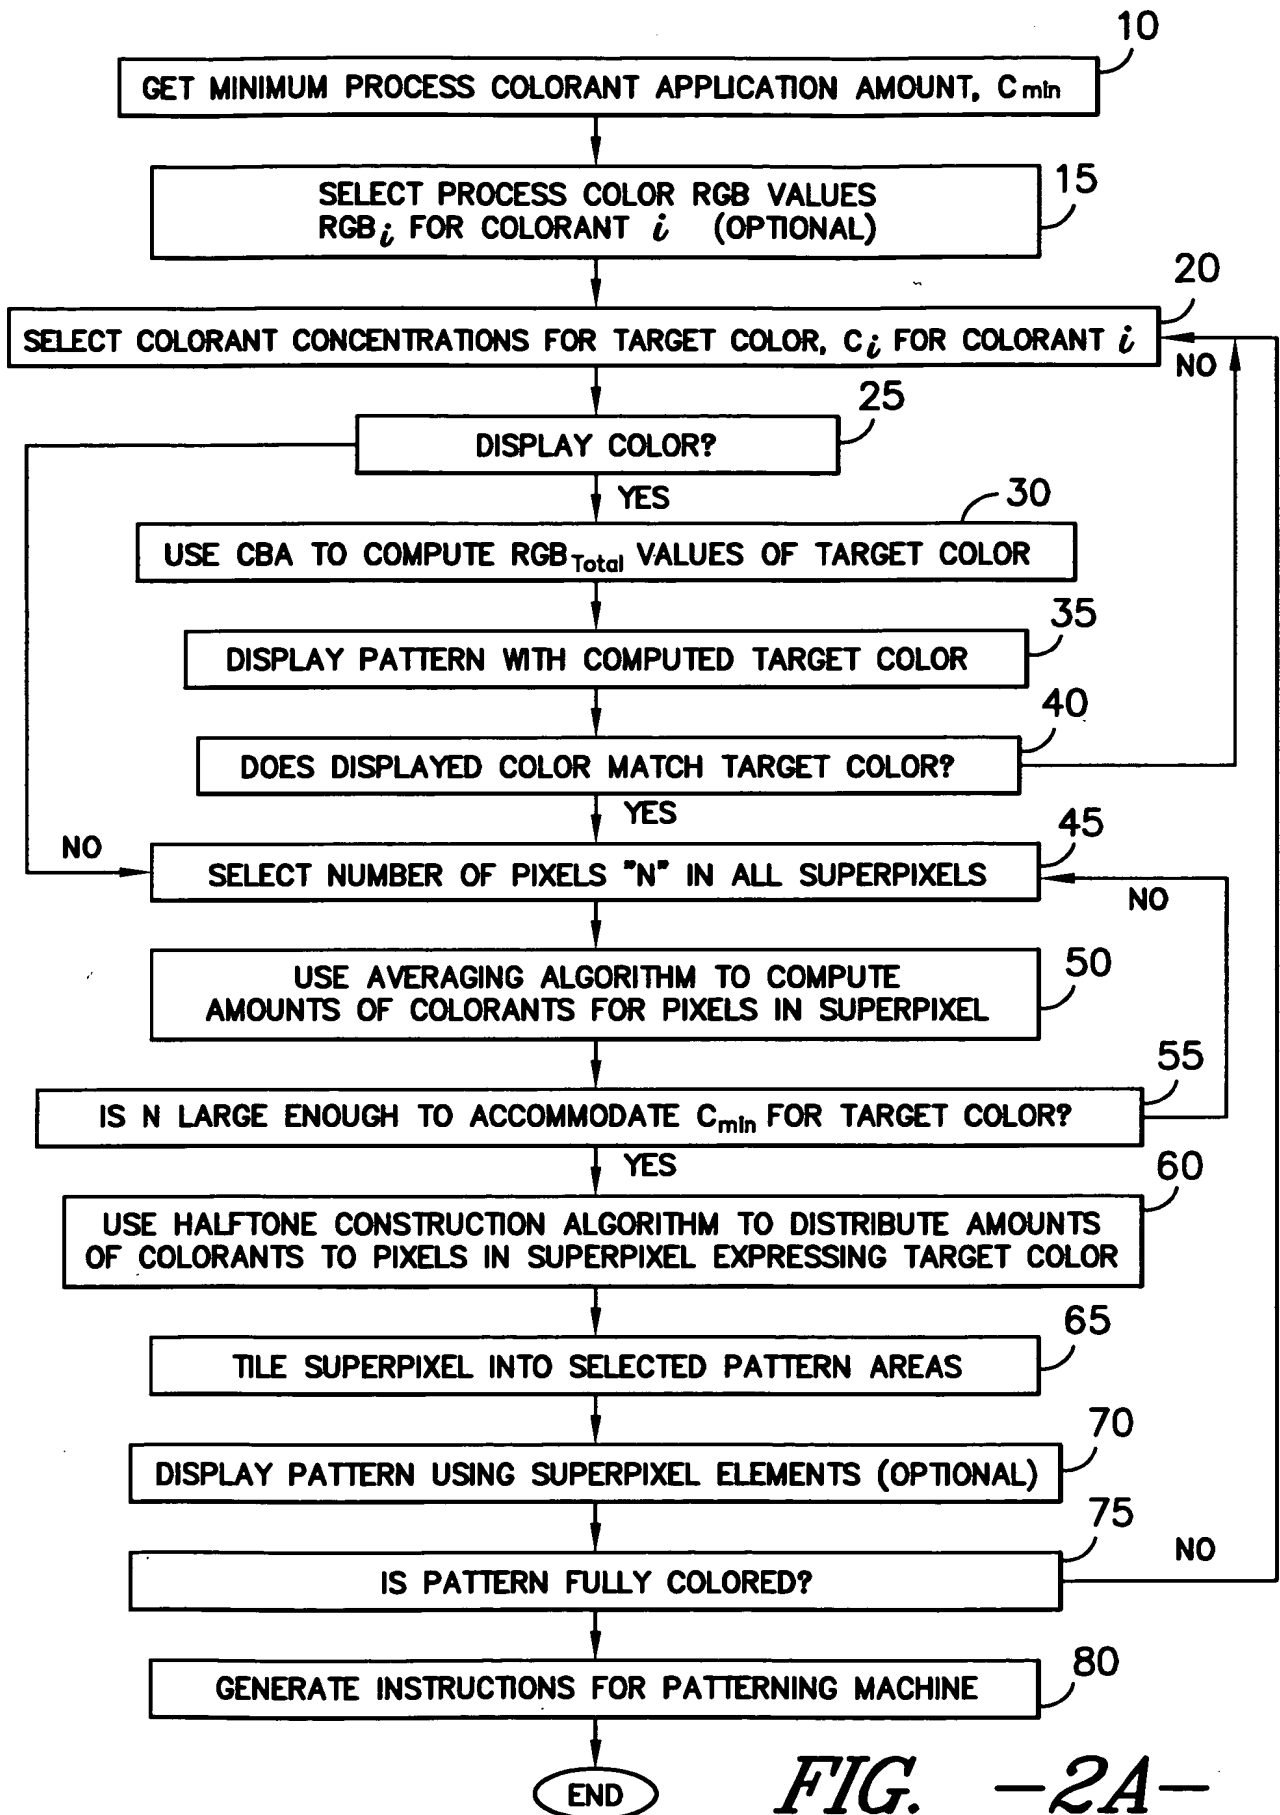 10
GET MINIMUM PROCESS COLORANT APPLICATION AMOUNT, Cmin
15
SELECT PROCESS COLOR RGB VALUES
RGBi FOR COLORANT i (OPTIONAL)
20
SELECT COLORANT CONCENTRATIONS FOR TARGET COLOR, Ci FOR COLORANT i
NO
25
DISPLAY COLOR?
YES
30
USE CBA TO COMPUTE RGBTotal VALUES OF TARGET COLOR
35
DISPLAY PATTERN WITH COMPUTED TARGET COLOR
40
DOES DISPLAYED COLOR MATCH TARGET COLOR?
YES
NO
45
SELECT NUMBER OF PIXELS "N" IN ALL SUPERPIXELS
NO
50
USE AVERAGING ALGORITHM TO COMPUTE
AMOUNTS OF COLORANTS FOR PIXELS IN SUPERPIXEL
55
IS N LARGE ENOUGH TO ACCOMMODATE Cmin FOR TARGET COLOR?
YES
60
USE HALFTONE CONSTRUCTION ALGORITHM TO DISTRIBUTE AMOUNTS
OF COLORANTS TO PIXELS IN SUPERPIXEL EXPRESSING TARGET COLOR
65
TILE SUPERPIXEL INTO SELECTED PATTERN AREAS
70
DISPLAY PATTERN USING SUPERPIXEL ELEMENTS (OPTIONAL)
75
IS PATTERN FULLY COLORED?
NO
80
GENERATE INSTRUCTIONS FOR PATTERNING MACHINE
END
FIG. -2A-